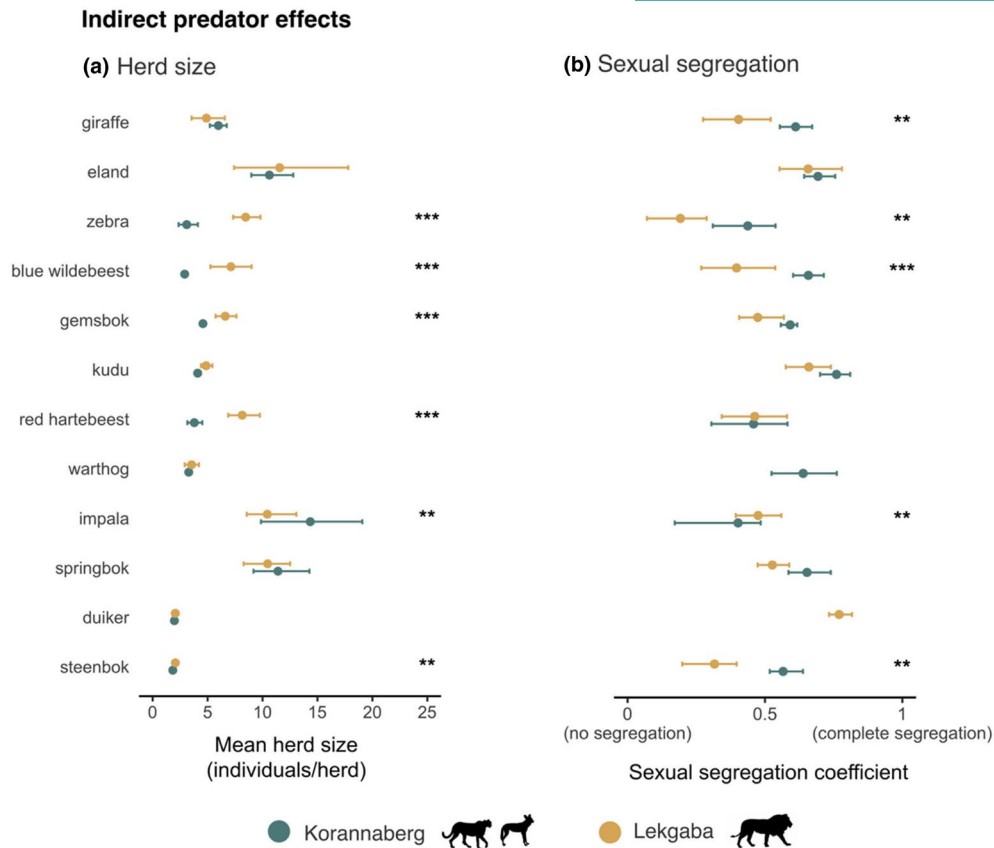 Indirect predator effects
(a) Herd size
(b) Sexual segregation
giraffe
**
eland
zebra
***
**
blue wildebeest
***
***
gemsbok
***
kudu
red hartebeest
***
warthog
impala
**
**
springbok
duiker
steenbok
**
**
0 5 10 15 20 25
Mean herd size
(individuals/herd)
0 0.5 1
(no segregation) (complete segregation)
Sexual segregation coefficient
Korannaberg
Lekgaba